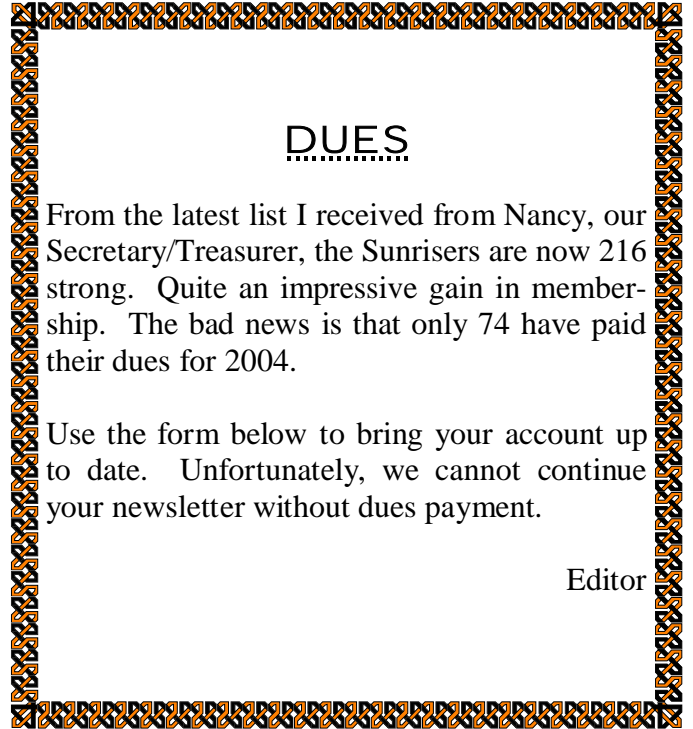 DUES
From the latest list I received from Nancy, our
Secretary/Treasurer, the Sunrisers are now 216
strong. Quite an impressive gain in member-
ship. The bad news is that only 74 have paid
their dues for 2004.
Use the form below to bring your account up
to date. Unfortunately, we cannot continue
your newsletter without dues payment.
Editor